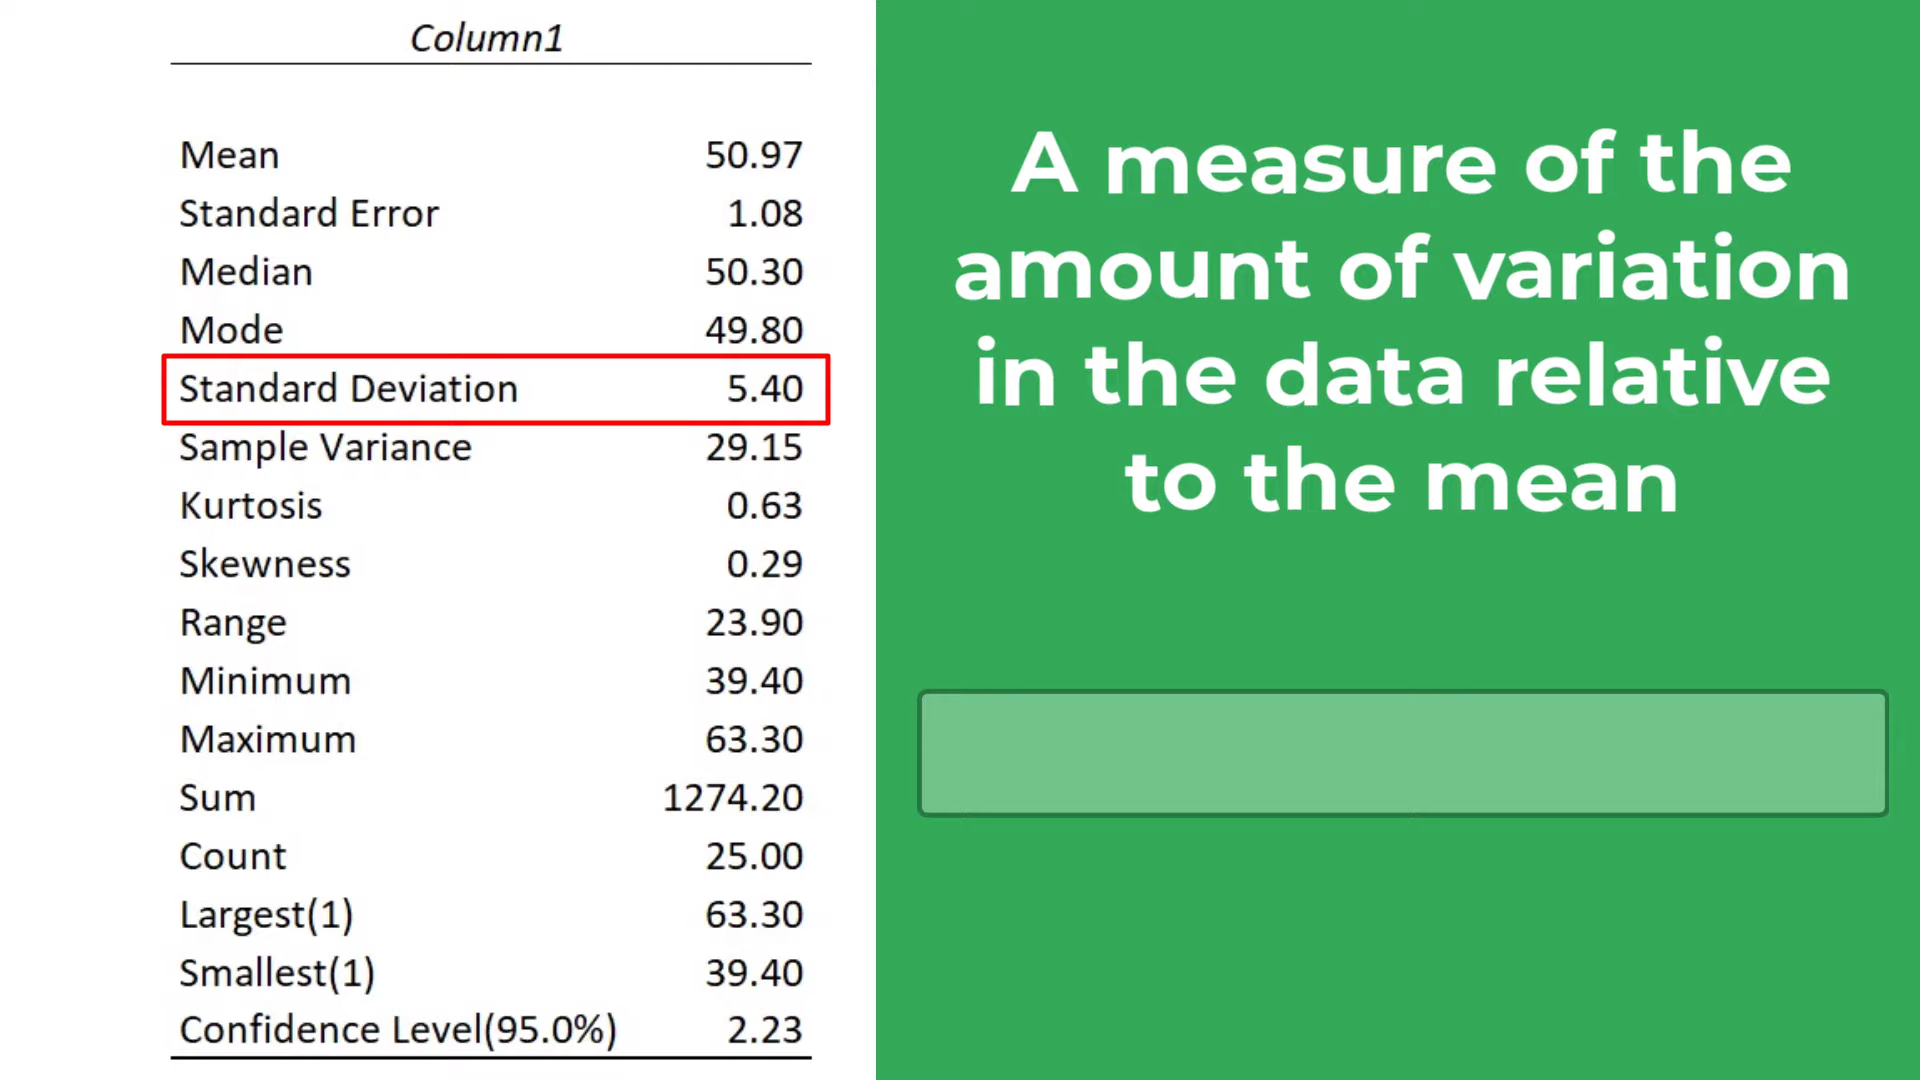 Column1
Mean 50.97
Standard Error 1.08
Median 50.30
Mode 49.80
Standard Deviation 5.40
Sample Variance 29.15
Kurtosis 0.63
Skewness 0.29
Range 23.90
Minimum 39.40
Maximum 63.30
Sum 1274.20
Count 25.00
Largest(1) 63.30
Smallest(1) 39.40
Confidence Level(95.0%) 2.23
A measure of the
amount of variation
in the data relative
to the mean